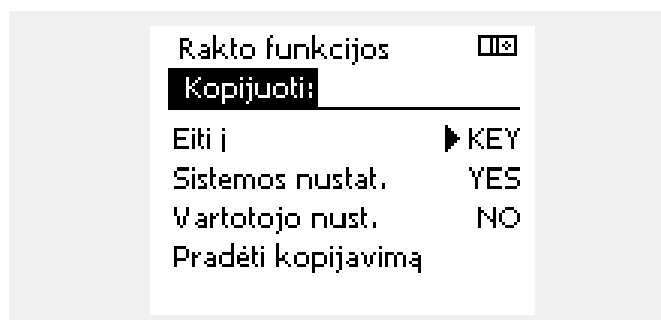 Rakto funkcijos
Kopijuoti:
Eiti į KEY
Sistemos nustat. YES
Vartotojo nust. NO
Pradėti kopijavimą